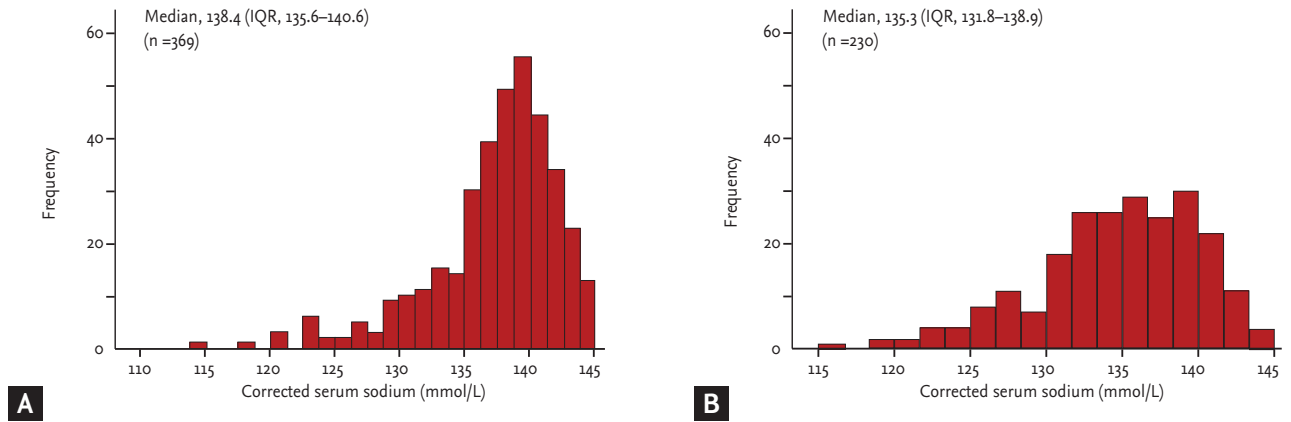 Median, 138.4 (IQR, 135.6–140.6)
(n =369)
60
40
20
0
Frequency
110 115 120 125 130 135 140 145
Corrected serum sodium (mmol/L)
A
Median, 135.3 (IQR, 131.8–138.9)
(n =230)
60
40
20
0
Frequency
115 120 125 130 135 140 145
Corrected serum sodium (mmol/L)
B